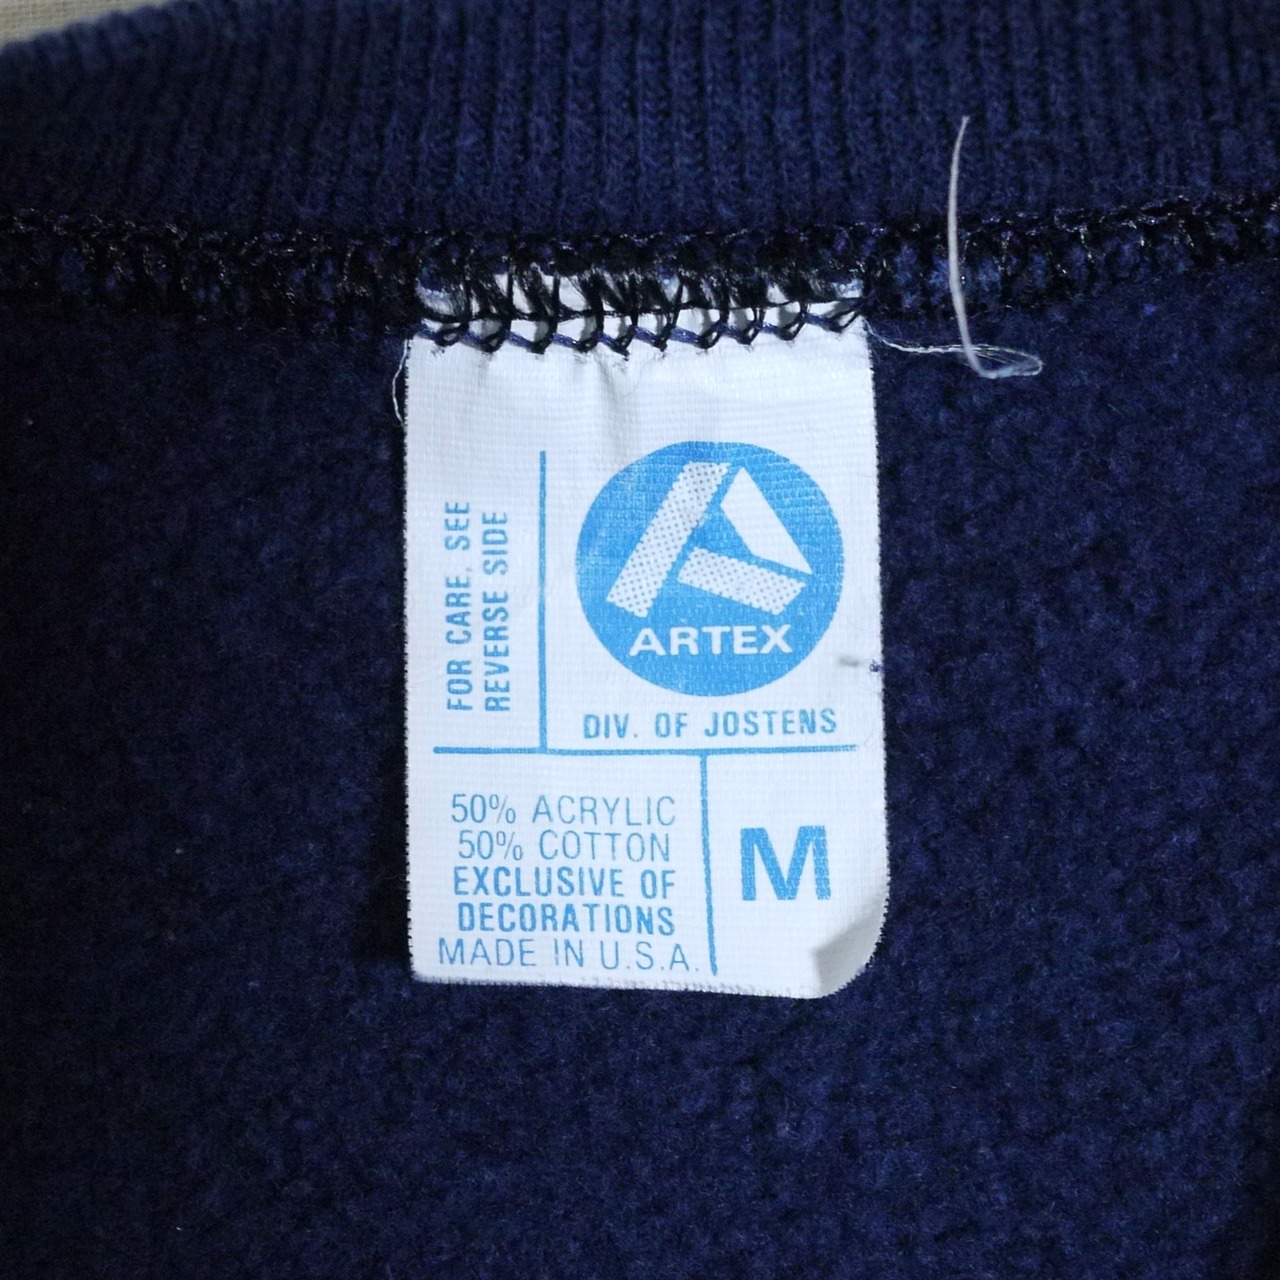 FOR CARE, SEE
REVERSE SIDE
ARTEX
DIV. OF JOSTENS
50% ACRYLIC
50% COTTON
EXCLUSIVE OF
DECORATIONS
MADE IN U.S.A.
M